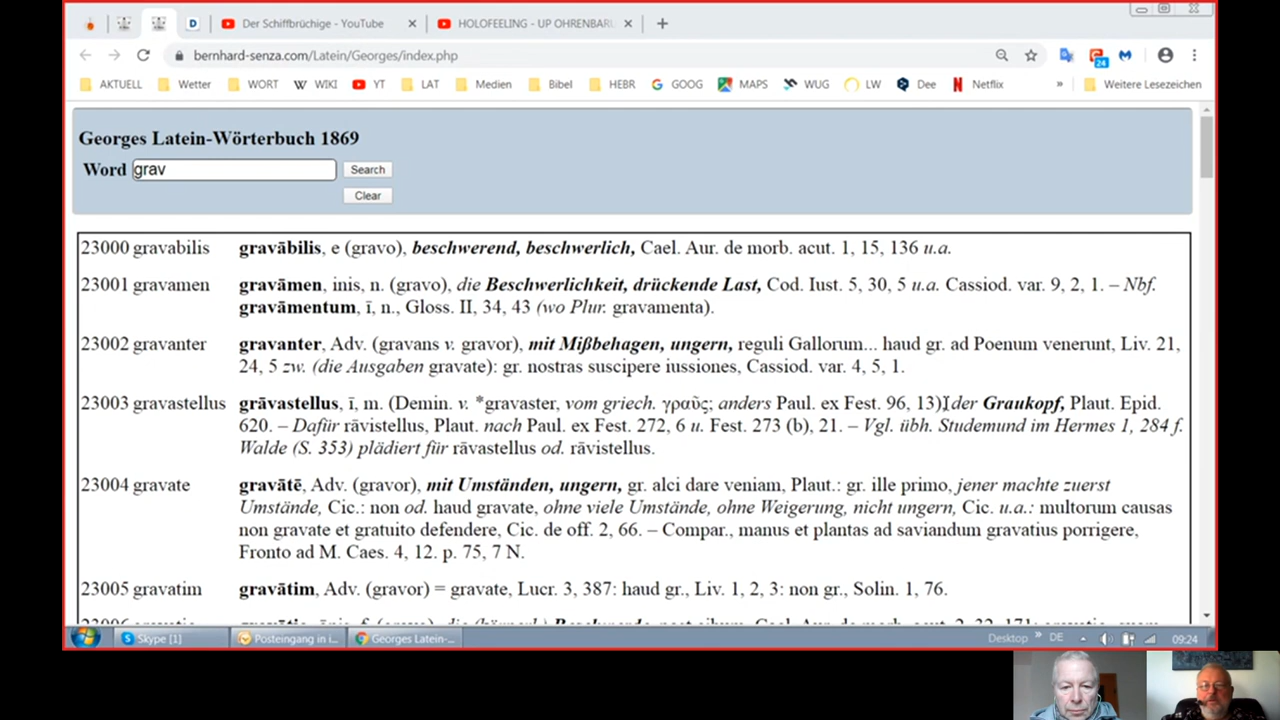 Der Schiffbrüchige - YouTube
HOLOFEELING - UP OHRENBARU
bernhard-senza.com/Latein/Georges/index.php
24
AKTUELL Wetter WORT WIKI YT LAT Medien Bibel HEBR GOOG MAPS WUG LW Dee Netflix » Weitere Lesezeichen
Georges Latein-Wörterbuch 1869
Word grav Search
Clear
23000 gravabilis gravābilis, e (gravo), beschwerend, beschwerlich, Cael. Aur. de morb. acut. 1, 15, 136 u.a.
23001 gravamen gravāmen, inis, n. (gravo), die Beschwerlichkeit, drückende Last, Cod. Iust. 5, 30, 5 u.a. Cassiod. var. 9, 2, 1. – Nbf.
gravāmentum, ī, n., Gloss. II, 34, 43 (wo Plur. gravamenta).
23002 gravanter gravanter, Adv. (gravans v. gravor), mit Mißbehagen, ungern, reguli Gallorum... haud gr. ad Poenum venerunt, Liv. 21,
24, 5 zw. (die Ausgaben gravate): gr. nostras suscipere iussiones, Cassiod. var. 4, 5, 1.
23003 gravastellus grāvastellus, ī, m. (Demin. v. *gravaster, vom griech. γραῦς; anders Paul. ex Fest. 96, 13), der Graukopf, Plaut. Epid.
620. – Dafür rāvistellus, Plaut. nach Paul. ex Fest. 272, 6 u. Fest. 273 (b), 21. – Vgl. übh. Studemund im Hermes 1, 284 f.
Walde (S. 353) plädiert für rāvastellus od. rāvistellus.
23004 gravate gravātē, Adv. (gravor), mit Umständen, ungern, gr. alci dare veniam, Plaut.: gr. ille primo, jener machte zuerst
Umstände, Cic.: non od. haud gravate, ohne viele Umstände, ohne Weigerung, nicht ungern, Cic. u.a.: multorum causas
non gravate et gratuito defendere, Cic. de off. 2, 66. – Compar., manus et plantas ad saviandum gravatius porrigere,
Fronto ad M. Caes. 4, 12. p. 75, 7 N.
23005 gravatim gravātim, Adv. (gravor) = gravate, Lucr. 3, 387: haud gr., Liv. 1, 2, 3: non gr., Solin. 1, 76.
Skype [1] Posteingang in i... Georges Latein-... Desktop » DE 09:24